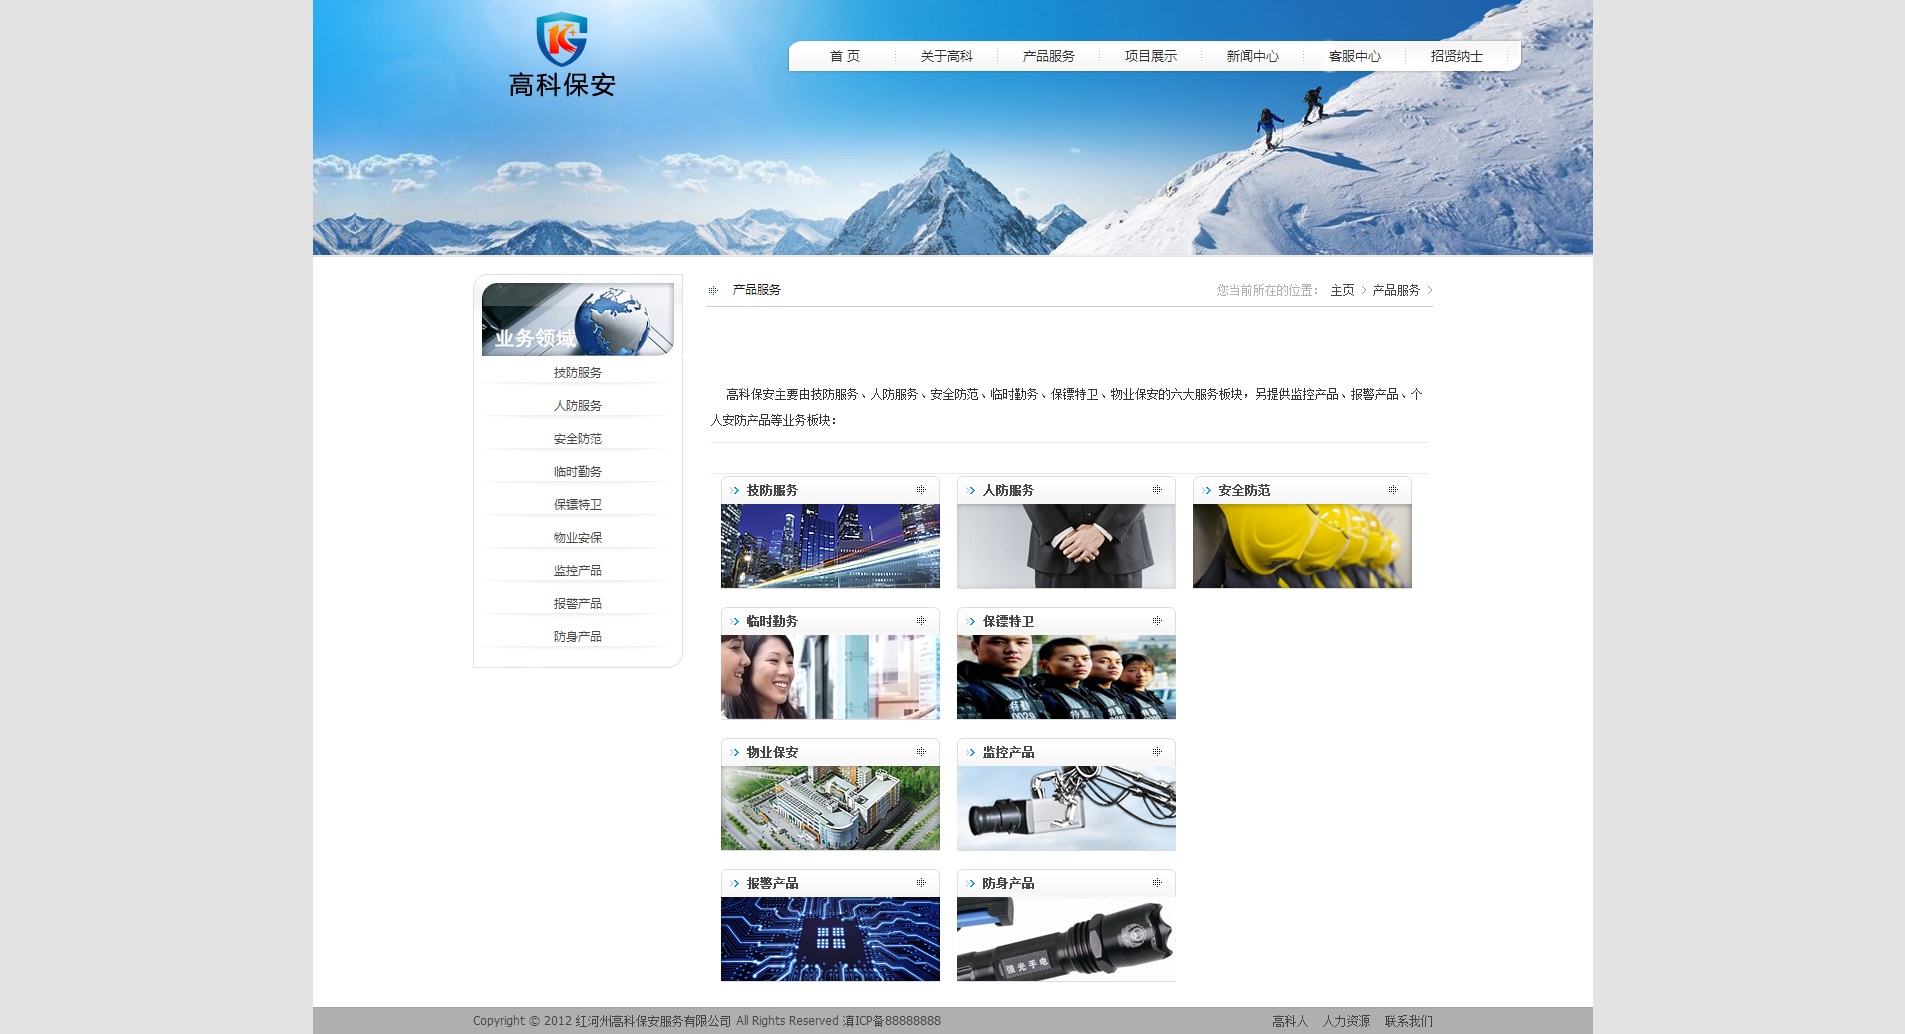 高科保安
首 页
关于高科
产品服务
项目展示
新闻中心
客服中心
招贤纳士
业务领域
技防服务
人防服务
安全防范
临时勤务
保镖特卫
物业安保
监控产品
报警产品
防身产品
产品服务
您当前所在的位置： 主页 > 产品服务 >
高科保安主要由技防服务、人防服务、安全防范、临时勤务、保镖特卫、物业保安的六大服务板块，另提供监控产品、报警产品、个
人安防产品等业务板块：
技防服务
人防服务
安全防范
临时勤务
保镖特卫
物业保安
监控产品
报警产品
防身产品
强光手电
Copyright © 2012 红河州高科保安服务有限公司 All Rights Reserved 滇ICP备88888888
高科人 人力资源 联系我们